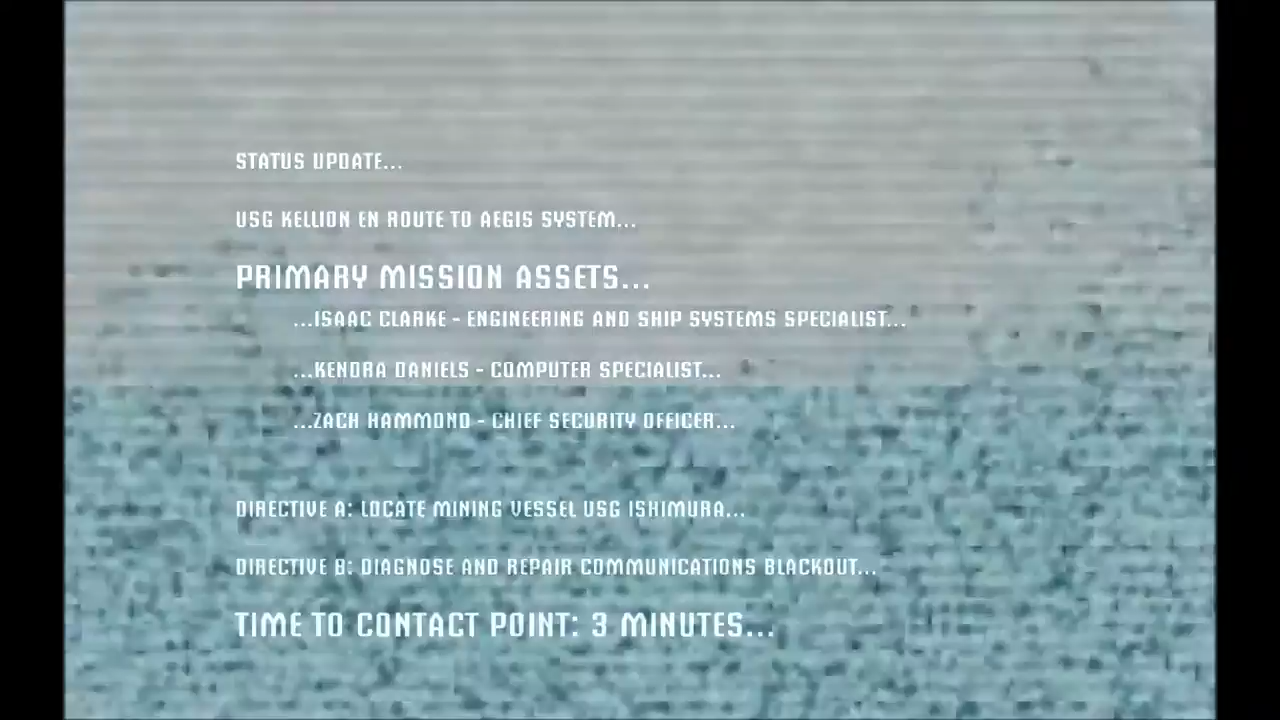 STATUS UPDATE...
USG KELLION EN ROUTE TO AEGIS SYSTEM...
PRIMARY MISSION ASSETS...
...ISAAC CLARKE - ENGINEERING AND SHIP SYSTEMS SPECIALIST...
...KENDRA DANIELS - COMPUTER SPECIALIST...
...ZACH HAMMOND - CHIEF SECURITY OFFICER...
DIRECTIVE A: LOCATE MINING VESSEL USG ISHIMURA...
DIRECTIVE B: DIAGNOSE AND REPAIR COMMUNICATIONS BLACKOUT...
TIME TO CONTACT POINT: 3 MINUTES...